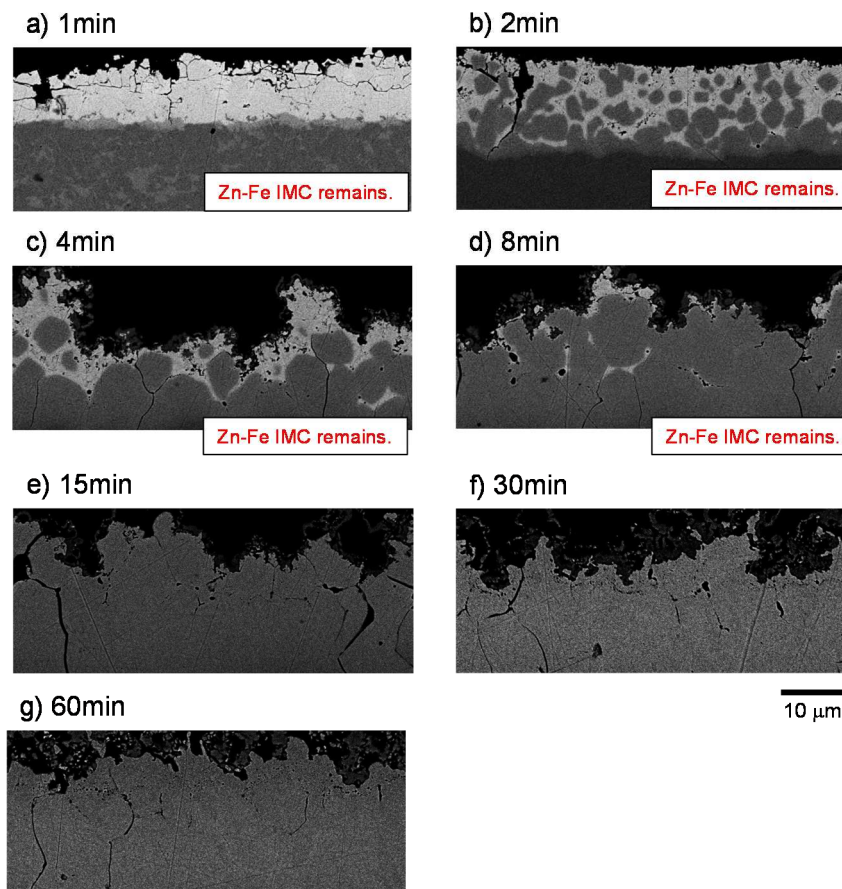 a) 1min
b) 2min
Zn-Fe IMC remains.
Zn-Fe IMC remains.
c) 4min
d) 8min
Zn-Fe IMC remains.
Zn-Fe IMC remains.
e) 15min
f) 30min
10 μm
g) 60min